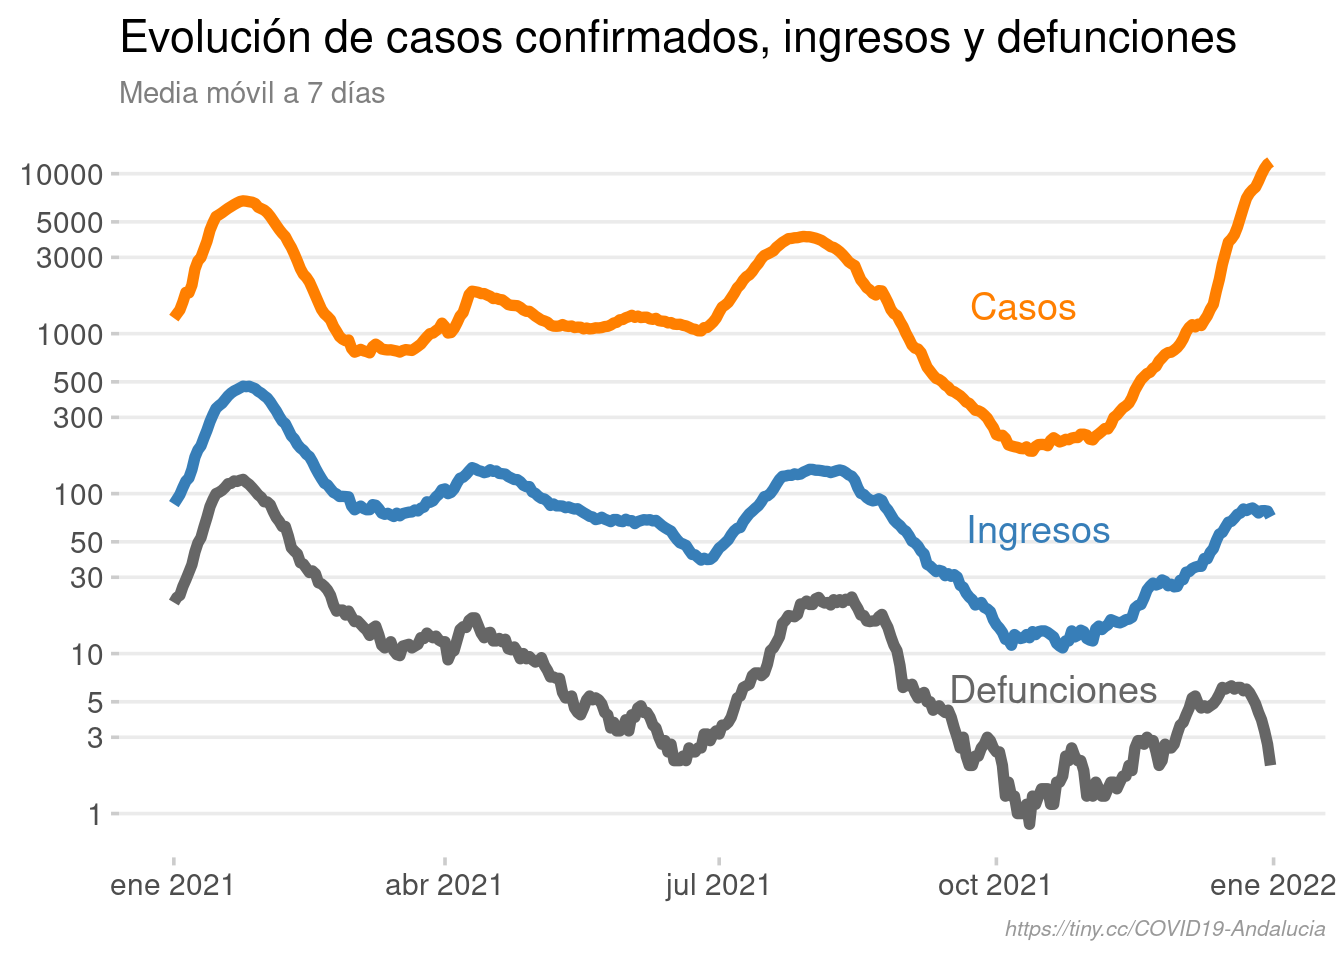 Evolución de casos confirmados, ingresos y defunciones
Media móvil a 7 días
10000
5000
3000
1000
500
300
100
50
30
10
5
3
1
Casos
Ingresos
Defunciones
ene 2021 abr 2021 jul 2021 oct 2021 ene 2022
https://tiny.cc/COVID19-Andalucia